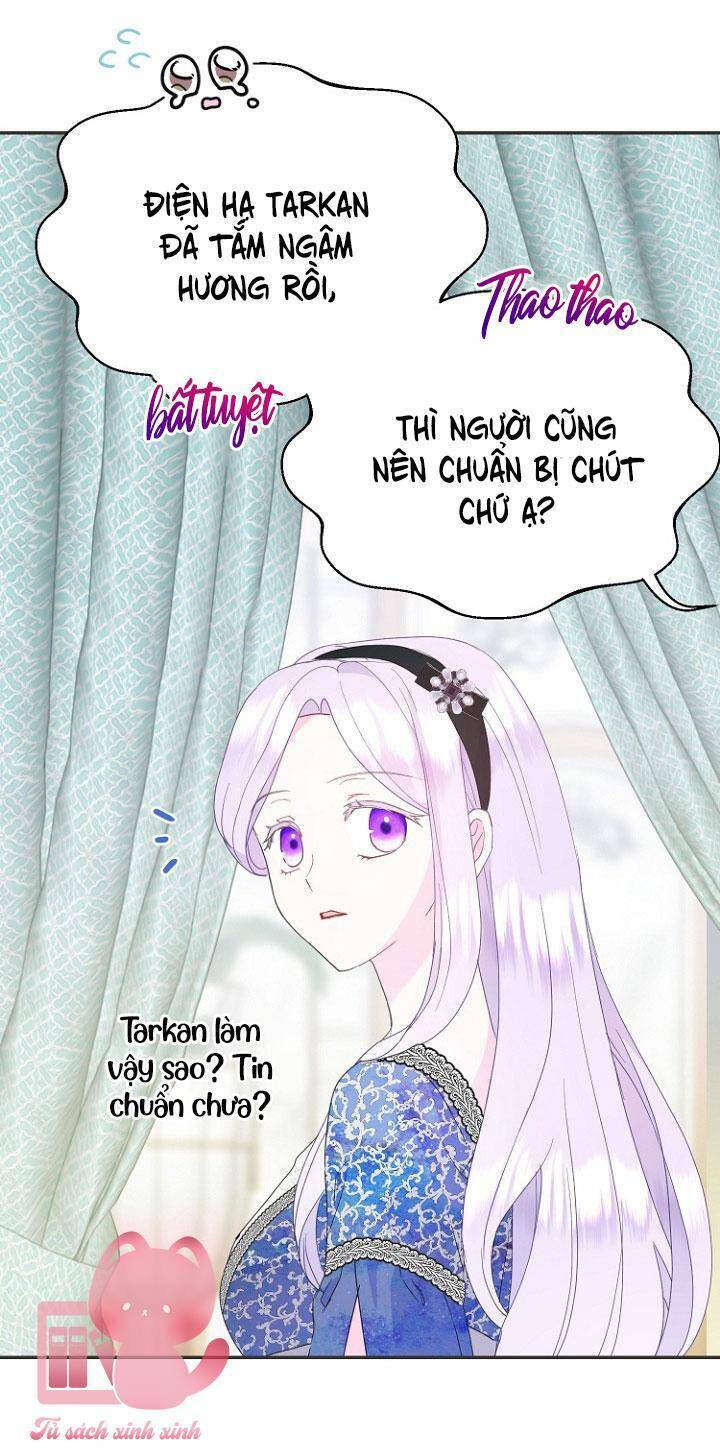 ĐIỆN HẠ TARKAN
ĐÃ TẮM NGÂM
HƯƠNG RỒI,
Thao thao
bất tuyệt
THÌ NGƯỜI CŨNG
NÊN CHUẨN BỊ CHÚT
CHỨ Ạ?
Tarkan làm
vậy sao? Tin
chuẩn chưa?
Tủ sách xinh xinh